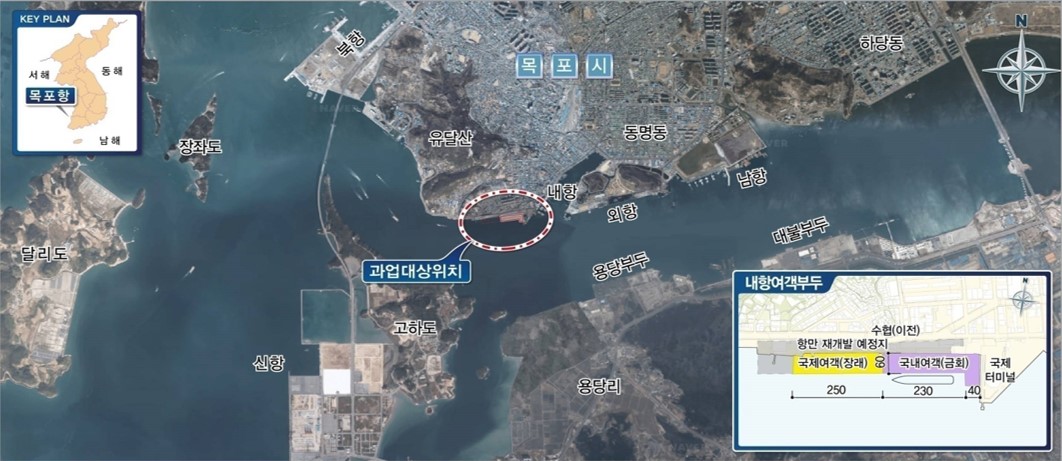 KEY PLAN
서 해
동 해
목포항
남 해
북항
목포시
하당동
N
장좌도
유달산
동명동
내항
남항
외항
달리도
과업대상위치
용당부두
대불부두
고하도
신항
용당리
내항여객부두
N
수협(이전)
항만 재개발 예정지
국제여객(장래)
국내여객(금회)
국제
터미널
250
230
40